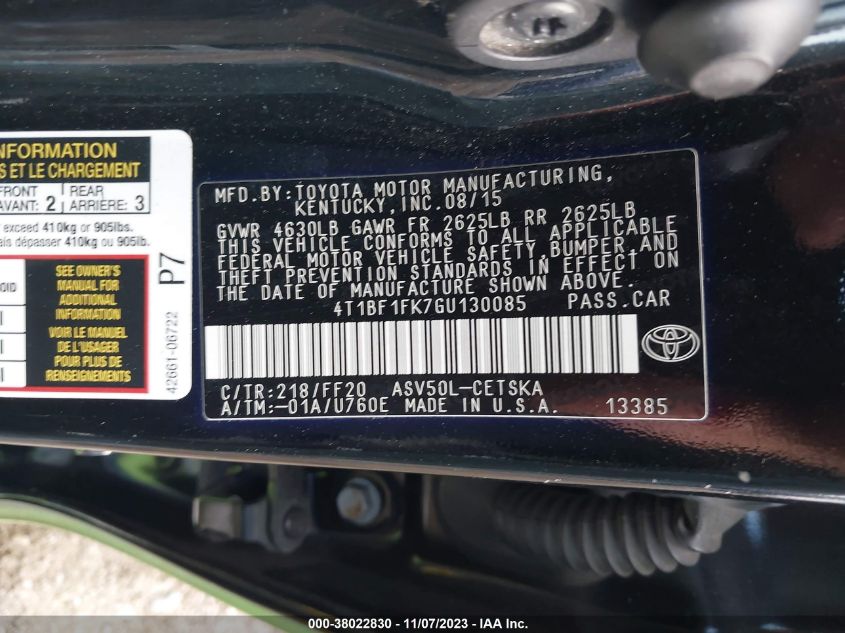 NFORMATION
S ET LE CHARGEMENT
FRONT
AVANT: 2
REAR
ARRIÈRE: 3
exceed 410kg or 905lbs.
ais dépasser 410kg ou 905lb.
OID
SEE OWNER'S
MANUAL FOR
ADDITIONAL
INFORMATION
VOIR LE MANUEL
DE L'USAGER
POUR PLUS DE
RENSEIGNEMENTS
P7
42661-06722
MFD.BY:TOYOTA MOTOR MANUFACTURING,
KENTUCKY, INC.08/15
GVWR 4630LB GAWR FR 2625LB RR 2625LB
THIS VEHICLE CONFORMS TO ALL APPLICABLE
FEDERAL MOTOR VEHICLE SAFETY,BUMPER,AND
THEFT PREVENTION STANDARDS IN EFFECT ON
THE DATE OF MANUFACTURE SHOWN ABOVE.
4T1BF1FK7GU130085 PASS.CAR
C/TR:218/FF20 ASV50L-CETSKA
A/TM:-01A/U760E MADE IN U.S.A. 13385
000-38022830 - 11/07/2023 - IAA Inc.